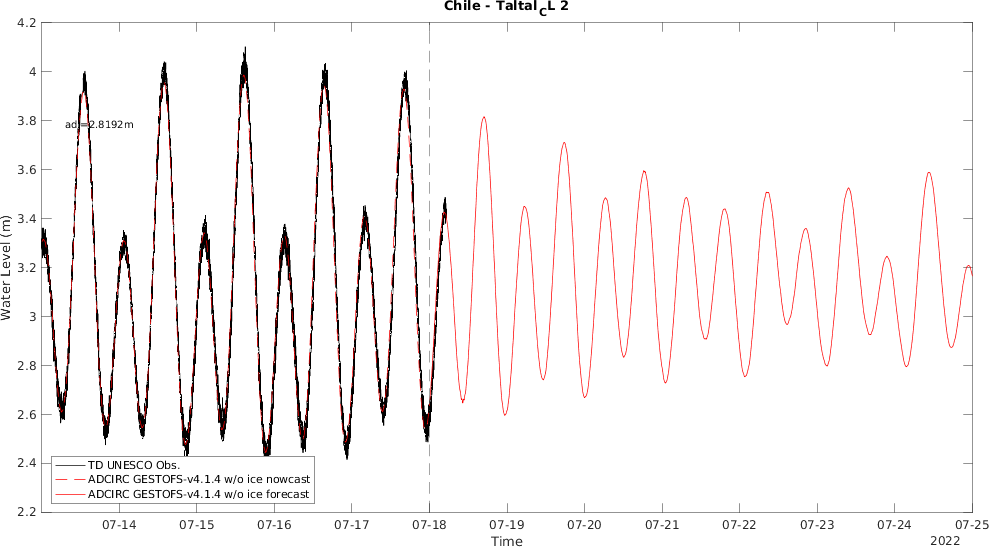 Chile - Taltal_CL 2
4.2
4
3.8
3.6
3.4
3.2
3
2.8
2.6
2.4
2.2
Water Level (m)
adj=2.8192m
TD UNESCO Obs.
ADCIRC GESTOFS-v4.1.4 w/o ice nowcast
ADCIRC GESTOFS-v4.1.4 w/o ice forecast
07-14 07-15 07-16 07-17 07-18 07-19 07-20 07-21 07-22 07-23 07-24 07-25
Time
2022